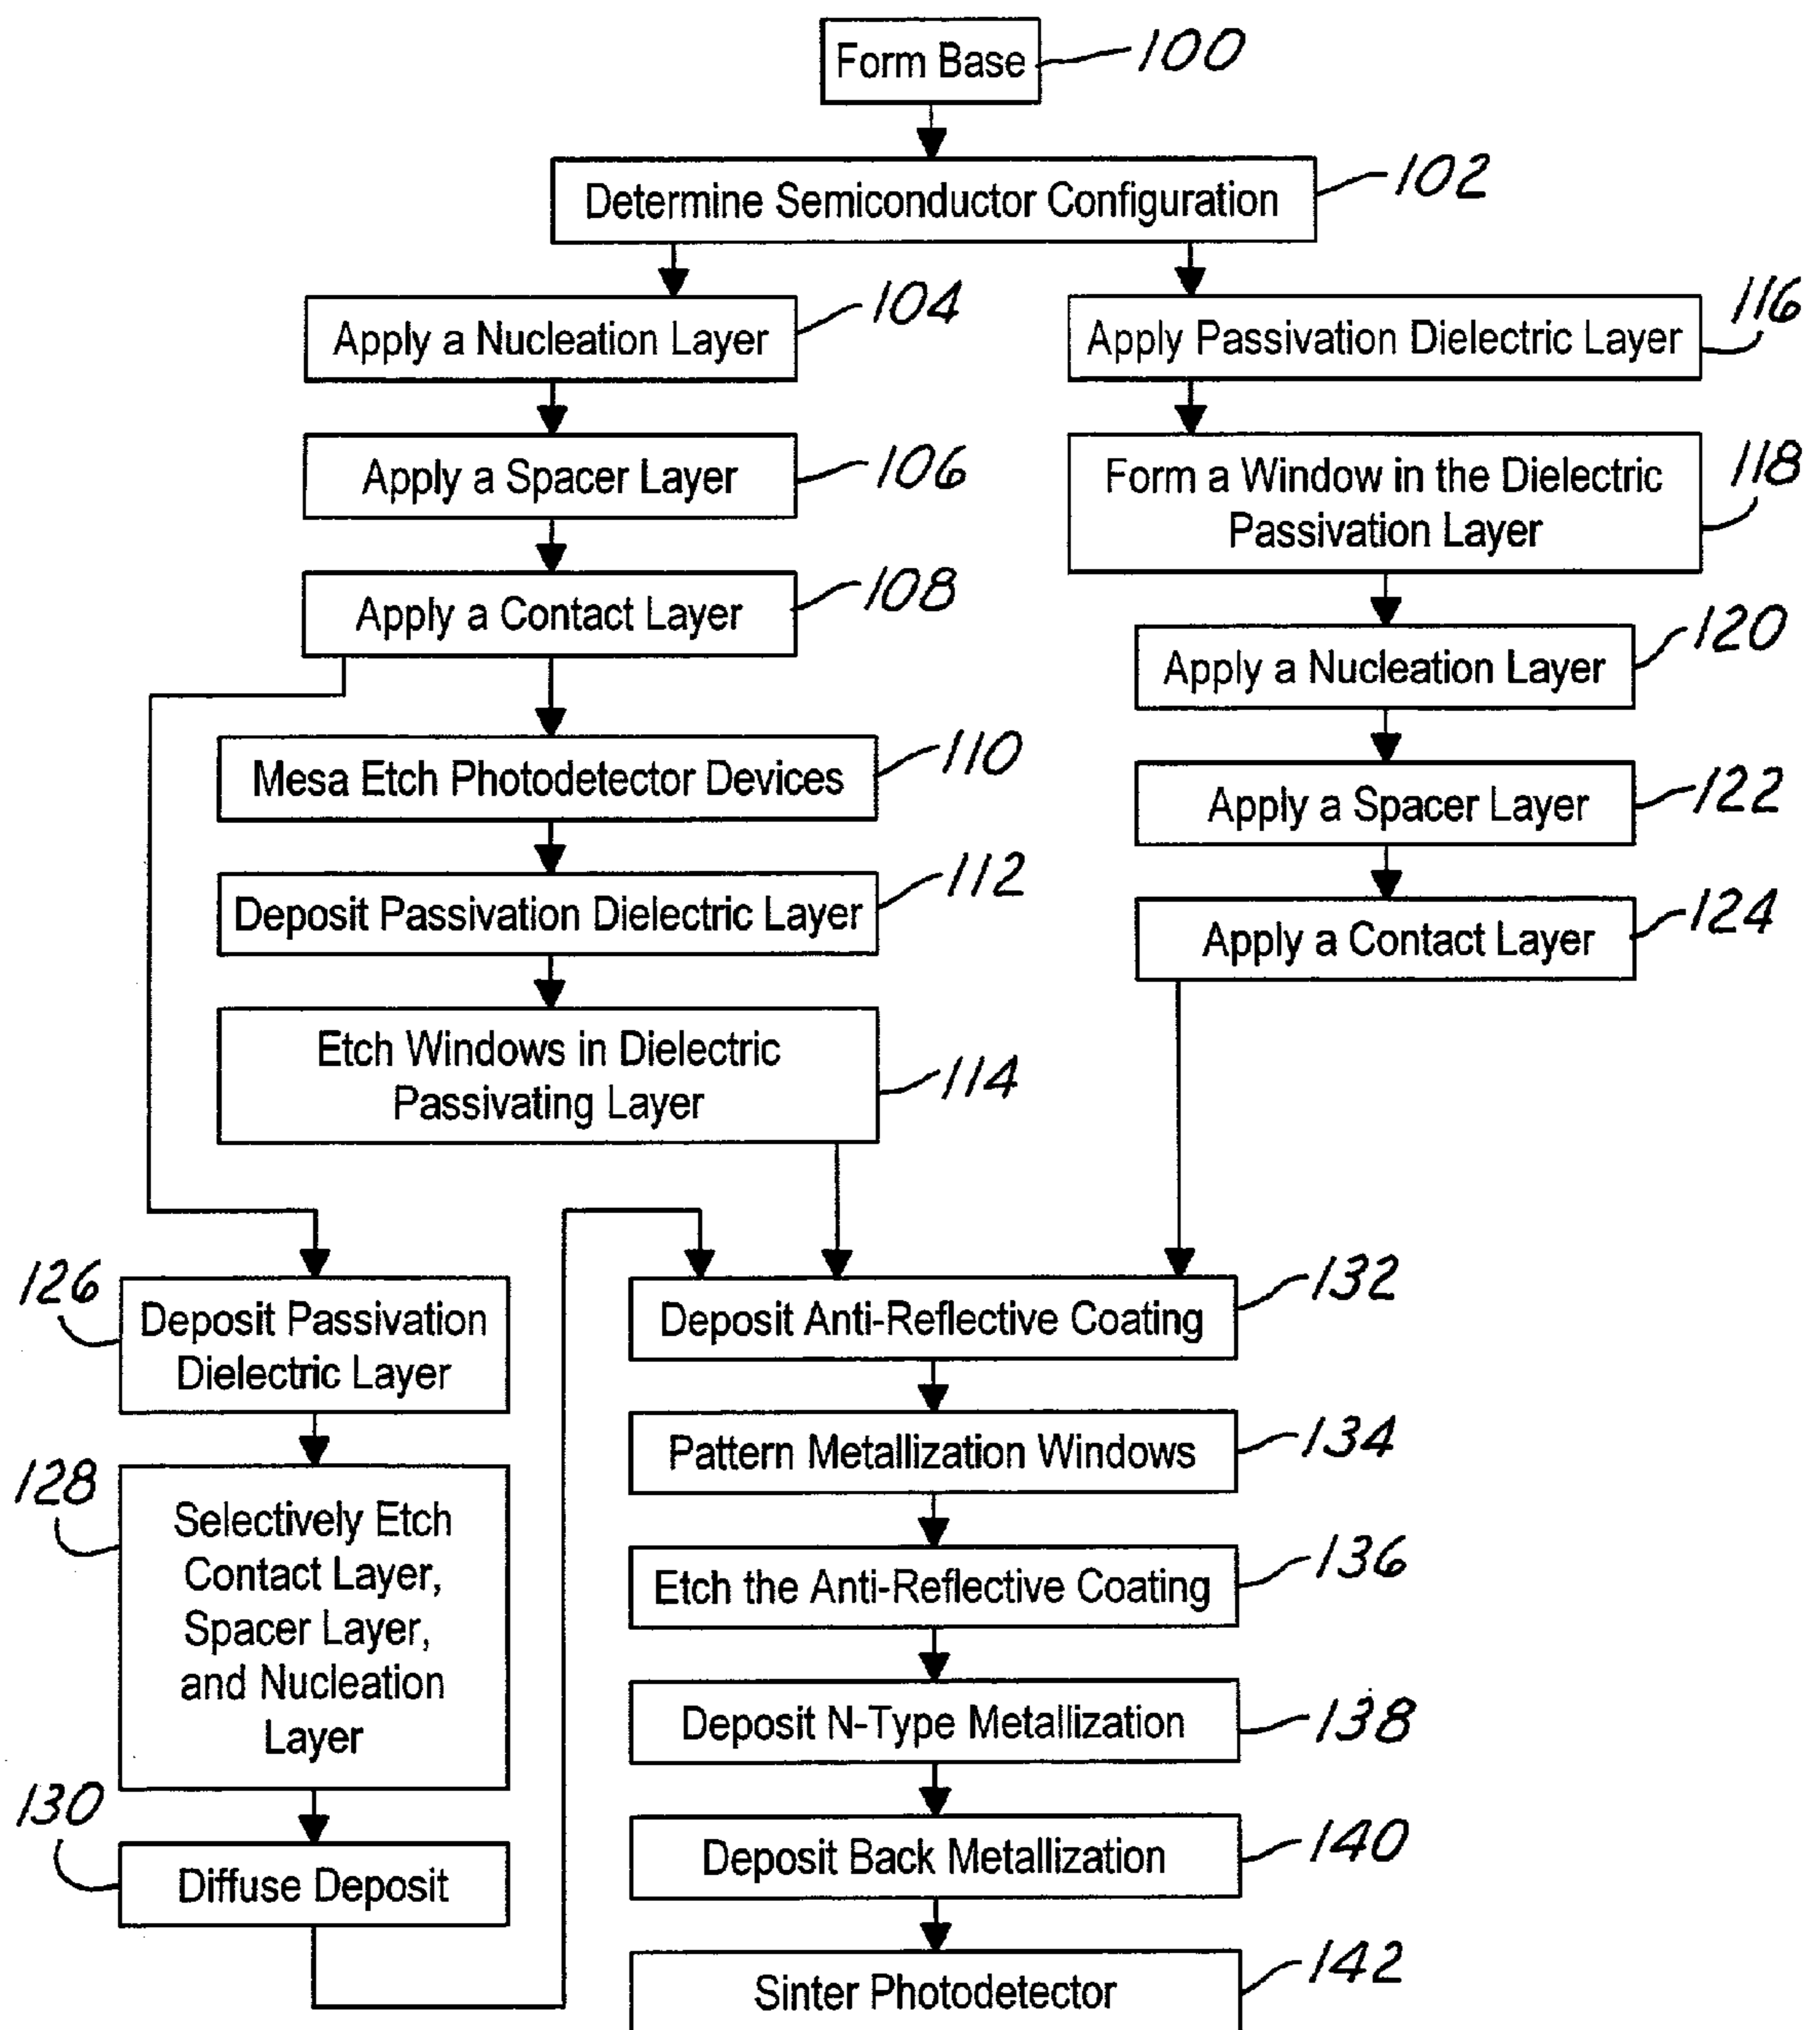 Form Base
100
Determine Semiconductor Configuration
102
Apply a Nucleation Layer
104
Apply Passivation Dielectric Layer
116
Apply a Spacer Layer
106
Form a Window in the Dielectric
Passivation Layer
118
Apply a Contact Layer
108
Apply a Nucleation Layer
120
Mesa Etch Photodetector Devices
110
Apply a Spacer Layer
122
Deposit Passivation Dielectric Layer
112
Apply a Contact Layer
124
Etch Windows in Dielectric
Passivating Layer
114
126
Deposit Passivation
Dielectric Layer
Deposit Anti-Reflective Coating
132
Pattern Metallization Windows
134
128
Selectively Etch
Contact Layer,
Spacer Layer,
and Nucleation
Layer
Etch the Anti-Reflective Coating
136
Deposit N-Type Metallization
138
130
Diffuse Deposit
Deposit Back Metallization
140
Sinter Photodetector
142